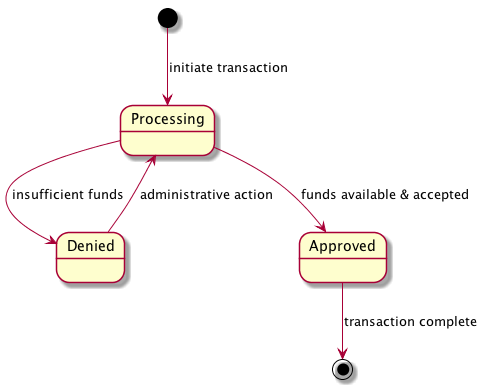 initiate transaction
Processing
insufficient funds
administrative action
funds available & accepted
Denied
Approved
transaction complete